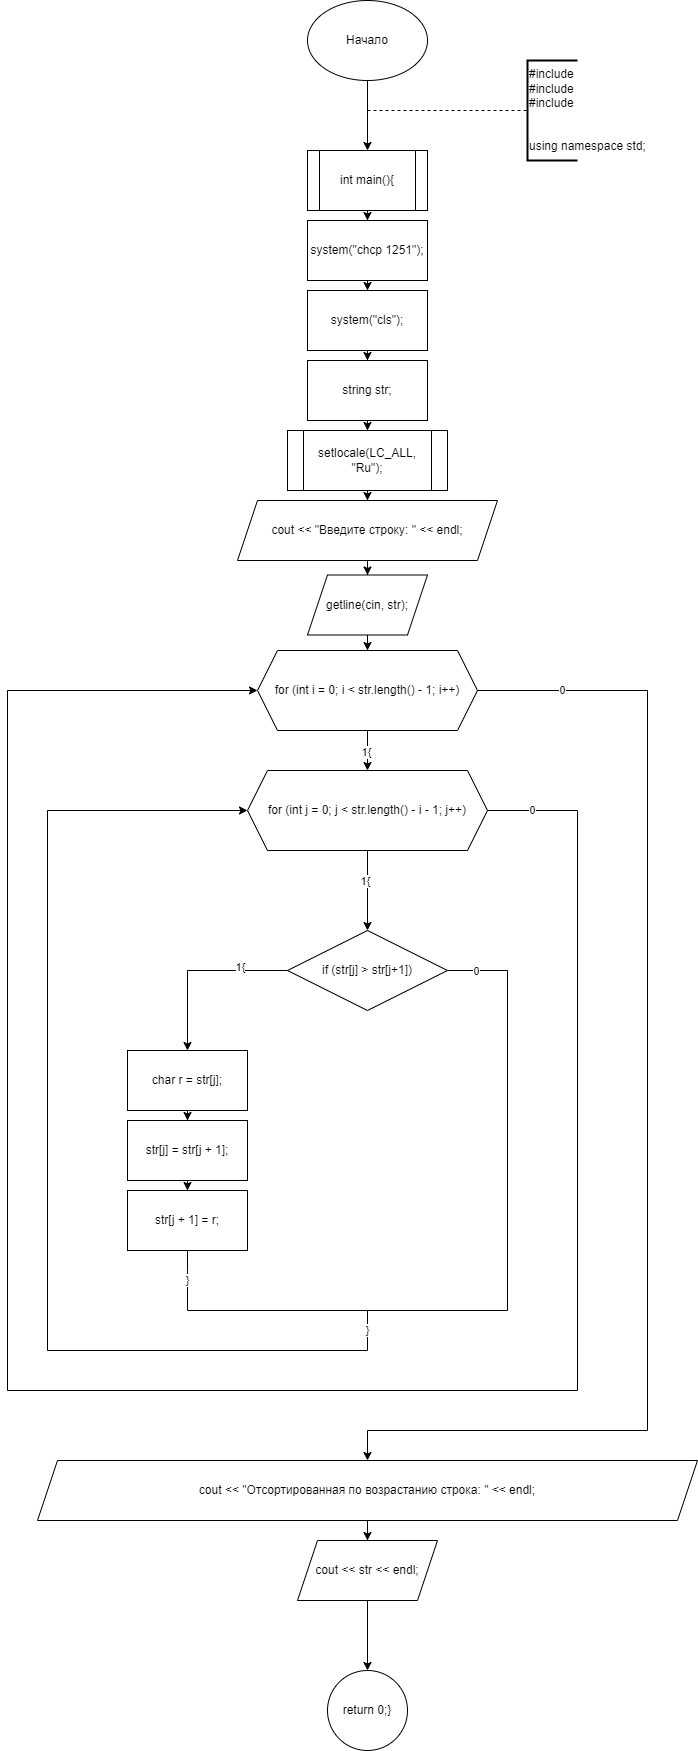 Начало
#include
#include
#include
using namespace std;
int main(){
system("chcp 1251");
system("cls");
string str;
setlocale(LC_ALL,
"Ru");
cout << "Введите строку: " << endl;
getline(cin, str);
for (int i = 0; i < str.length() - 1; i++)
0
1{
for (int j = 0; j < str.length() - i - 1; j++)
0
1{
if (str[j] > str[j+1])
1{
0
char r = str[j];
str[j] = str[j + 1];
str[j + 1] = r;
}
}
cout << "Отсортированная по возрастанию строка: " << endl;
cout << str << endl;
return 0;}